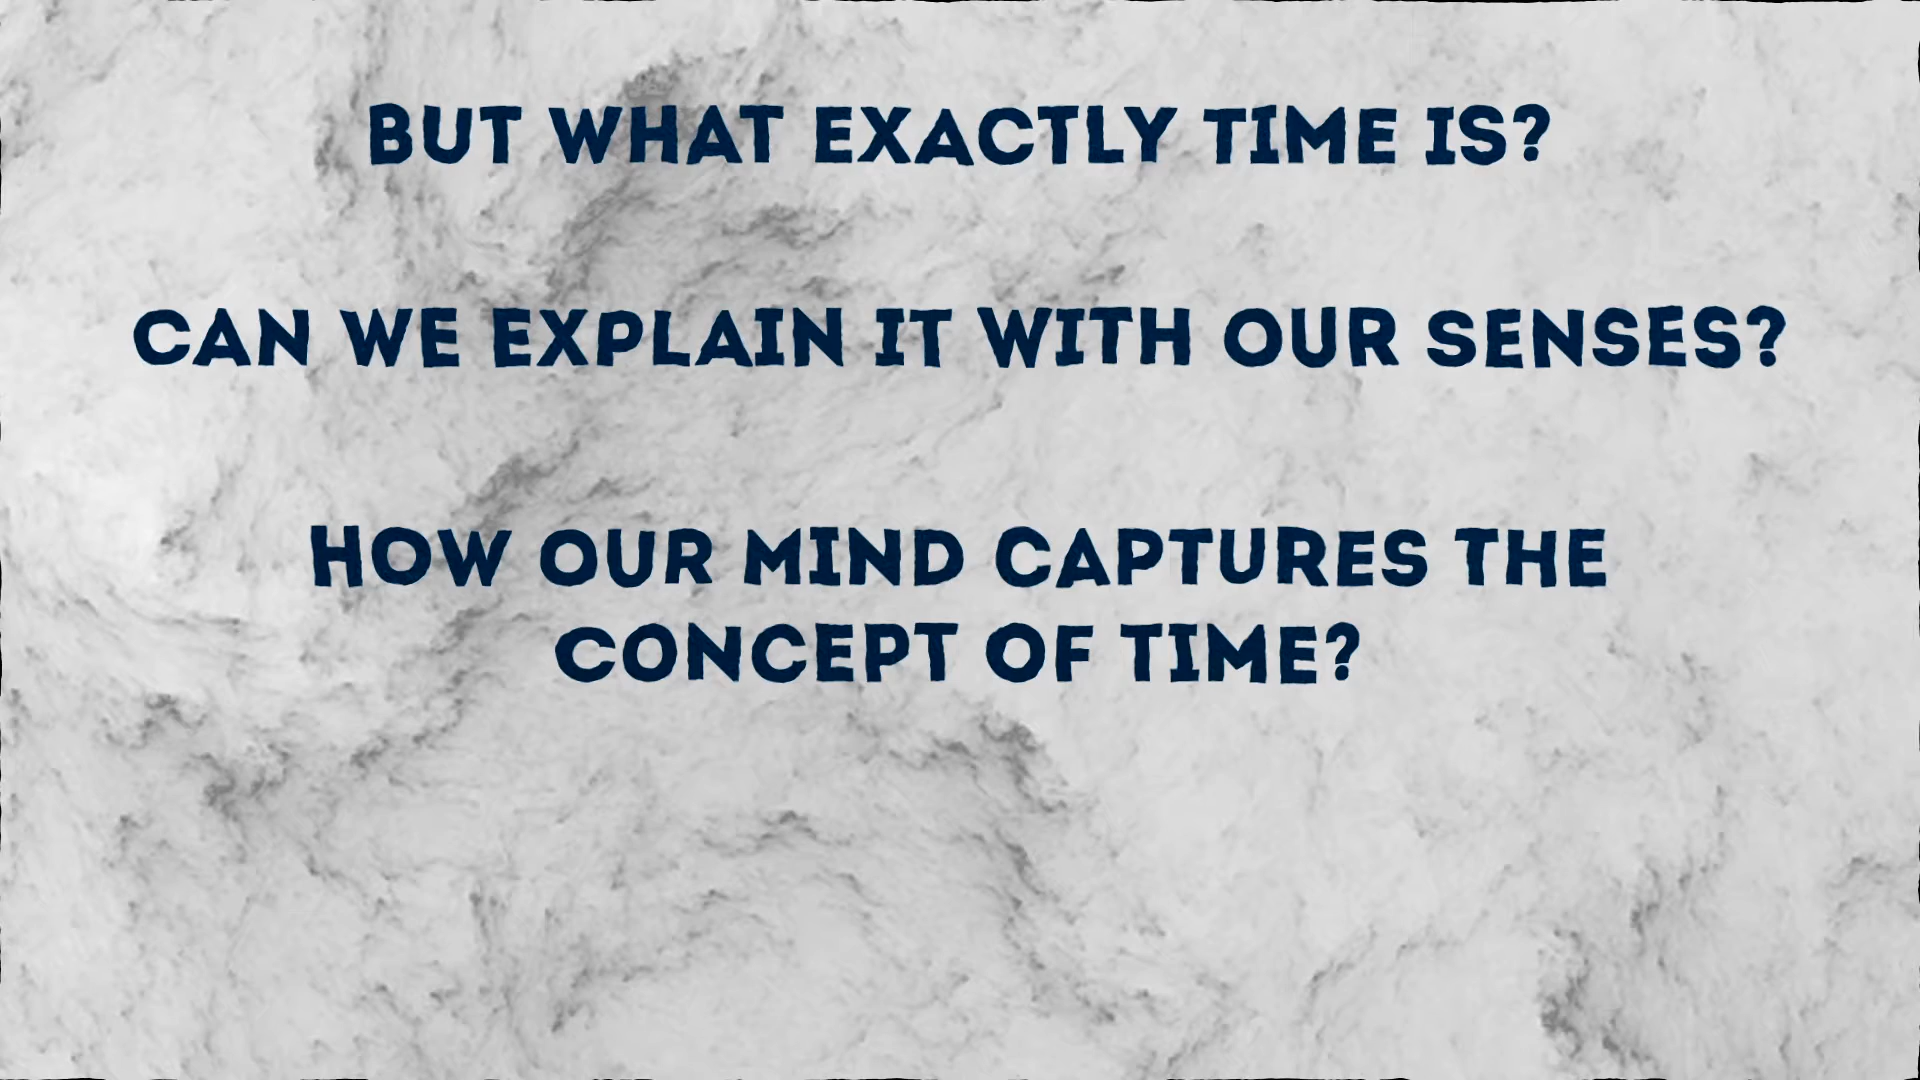 BUT WHAT EXACTLY TIME IS?
CAN WE EXPLAIN IT WITH OUR SENSES?
HOW OUR MIND CAPTURES THE
CONCEPT OF TIME?